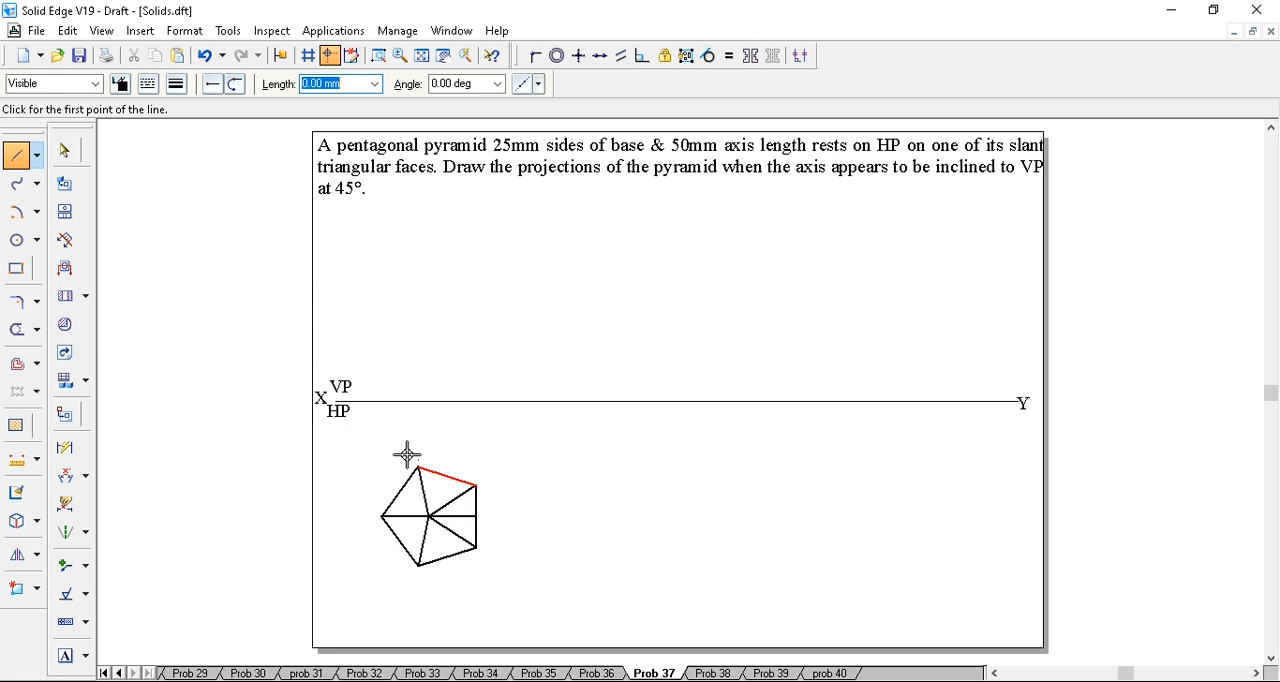 Solid Edge V19 - Draft - [Solids.dft]
File Edit View Insert Format Tools Inspect Applications Manage Window Help
Visible Length: 0.00 mm Angle: 0.00 deg
Click for the first point of the line.
A pentagonal pyramid 25mm sides of base & 50mm axis length rests on HP on one of its slant
triangular faces. Draw the projections of the pyramid when the axis appears to be inclined to VP
at 45°.
VP
X Y
HP
Prob 29 Prob 30 prob 31 Prob 32 Prob 33 Prob 34 Prob 35 Prob 36 Prob 37 Prob 38 Prob 39 prob 40